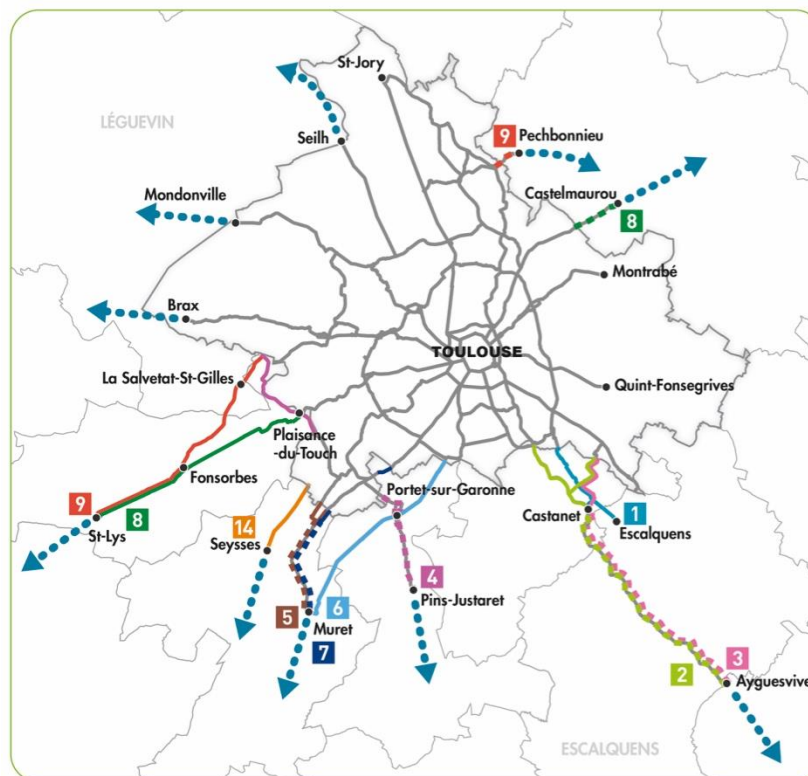 St-Jory
LÉGUEVIN
Seilh
9 Pechbonnieu
Castelmaurou
8
Mondonville
Montrabé
Brax
TOULOUSE
La Salvetat-St-Gilles
Quint-Fonsegrives
Plaisance
-du-Touch
Fonsorbes
Portet-sur-Garonne
9
8
St-Lys
14
Seysses
Castanet
1
Escalquens
4
Pins-Justaret
5
6
Muret
7
3
2
Ayguesvive
ESCALQUENS